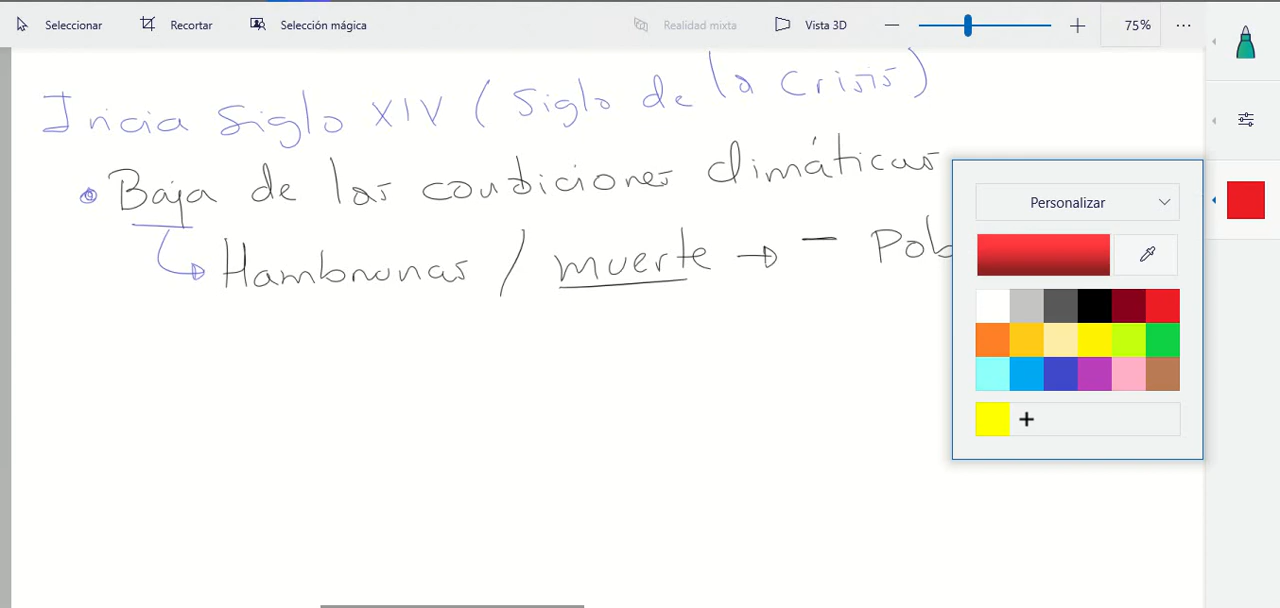 Seleccionar Recortar Selección mágica Realidad mixta Vista 3D 75%
Inicia Siglo XIV (Siglo de la Crisis)
Baja de las condiciones climáticas
Hambrunas / muerte → - Pob
Personalizar